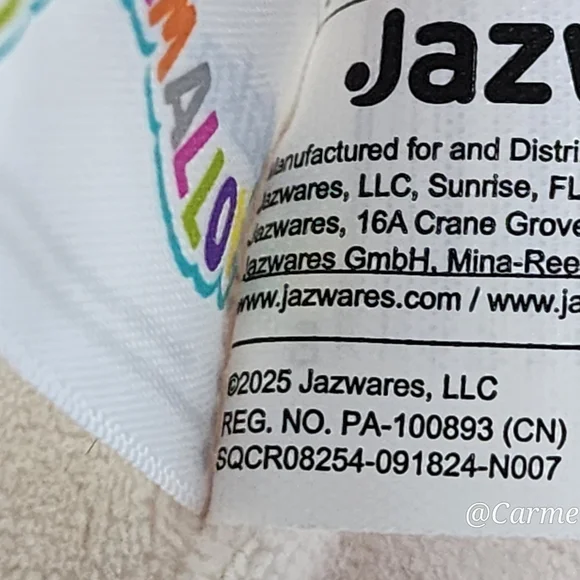 MALLO
Jazw
Manufactured for and Distri
Jazwares, LLC, Sunrise, FL
Jazwares, 16A Crane Grove
Jazwares GmbH, Mina-Ree
www.jazwares.com / www.ja
©2025 Jazwares, LLC
REG. NO. PA-100893 (CN)
SQCR08254-091824-N007
@Carme